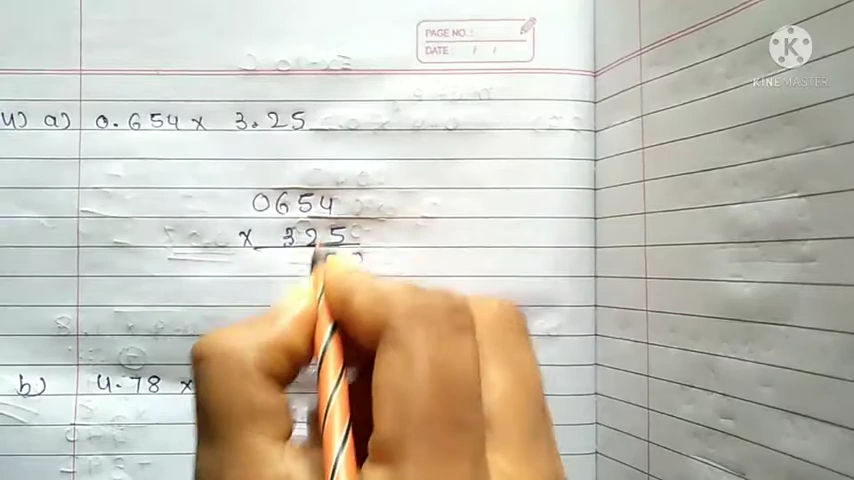 PAGE NO.:
DATE: / /
K
KINEMASTER
4) a) 0.654 x 3.25
0654
x 325
b) 4.78 x